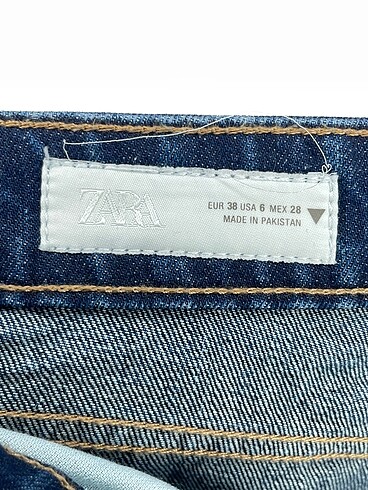 ZARA
EUR 38 USA 6 MEX 28
MADE IN PAKISTAN